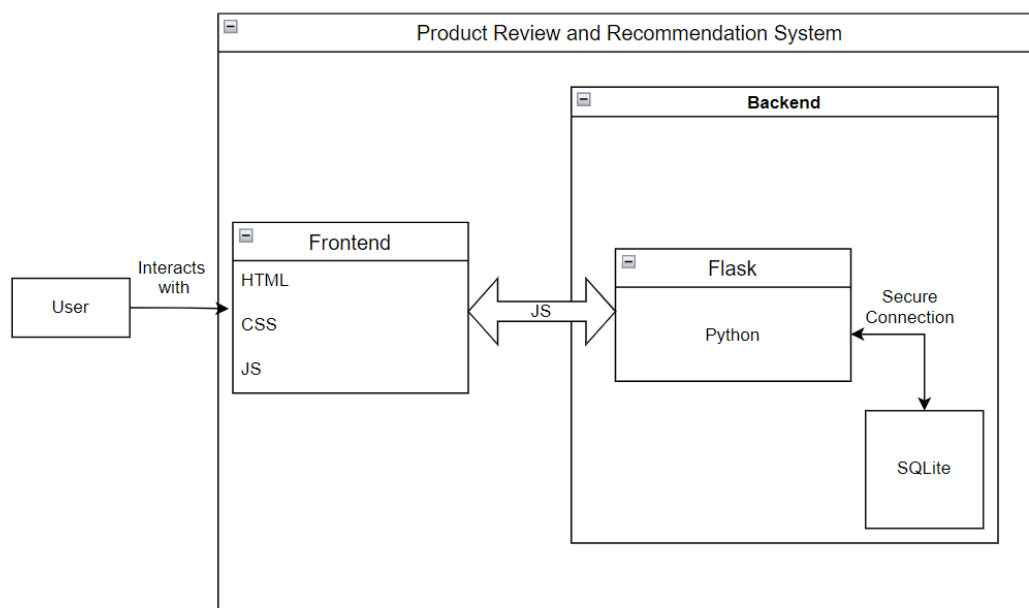 Product Review and Recommendation System
Backend
Frontend
HTML
CSS
JS
Interacts
with
User
JS
Flask
Python
Secure
Connection
SQLite